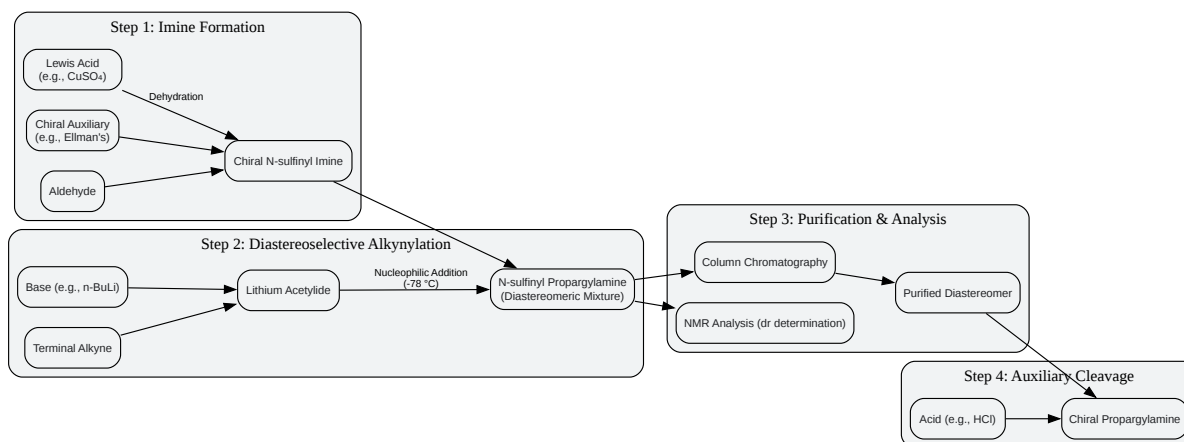 Step 1: Imine Formation
Lewis Acid
(e.g., CuSO₄)
Dehydration
Chiral Auxiliary
(e.g., Ellman's)
Chiral N-sulfinyl Imine
Aldehyde
Step 2: Diastereoselective Alkynylation
Base (e.g., n-BuLi)
Lithium Acetylide
Nucleophilic Addition
(-78 °C)
N-sulfinyl Propargylamine
(Diastereomeric Mixture)
Terminal Alkyne
Step 3: Purification & Analysis
Column Chromatography
Purified Diastereomer
NMR Analysis (dr determination)
Step 4: Auxiliary Cleavage
Acid (e.g., HCl)
Chiral Propargylamine